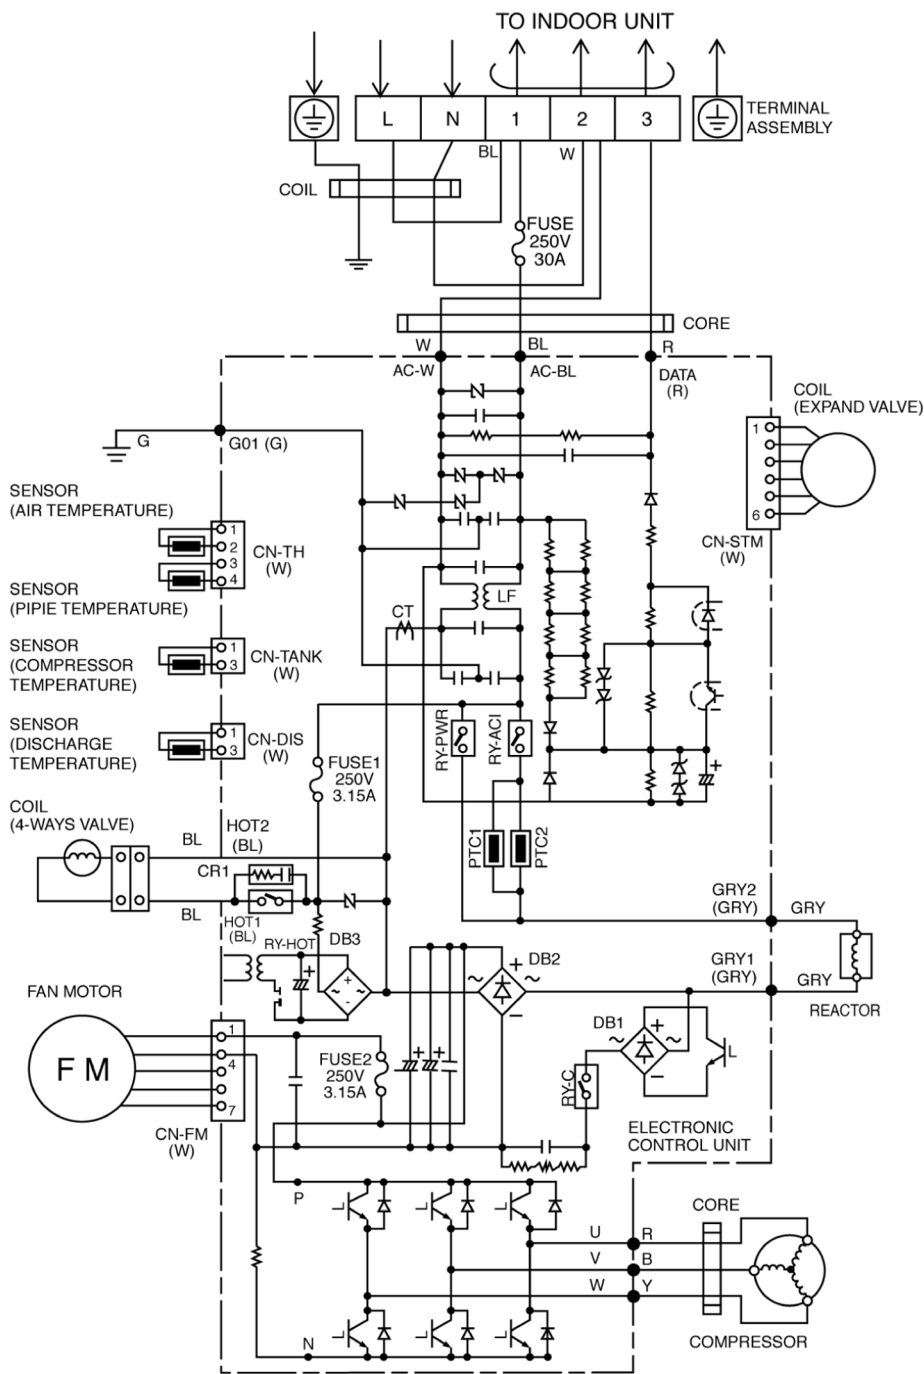 TO INDOOR UNIT
L N 1 2 3
TERMINAL
ASSEMBLY
BL W
COIL
FUSE
250V
30A
CORE
W BL R
AC-W AC-BL DATA
(R)
COIL
(EXPAND VALVE)
1
6
CN-STM
(W)
G G01 (G)
SENSOR
(AIR TEMPERATURE)
1
2
3
4
CN-TH
(W)
SENSOR
(PIPIE TEMPERATURE)
LF
CT
SENSOR
(COMPRESSOR
TEMPERATURE)
1
3
CN-TANK
(W)
SENSOR
(DISCHARGE
TEMPERATURE)
1
3
CN-DIS
(W)
RY-PWR
RY-ACI
FUSE1
250V
3.15A
COIL
(4-WAYS VALVE)
BL
HOT2
(BL)
PTC1
PTC2
CR1
BL
HOT1
(BL)
RY-HOT
DB3
+
~ ~
-
+
GRY2
(GRY)
GRY
GRY1
(GRY)
GRY
REACTOR
DB2
+
~ ~
−
DB1
+
~ ~
−
L
RY-C
FAN MOTOR
F M
1
4
7
CN-FM
(W)
FUSE2
250V
3.15A
+ +
ELECTRONIC
CONTROL UNIT
P
L L L
U R
V B
W Y
CORE
COMPRESSOR
L L L
N